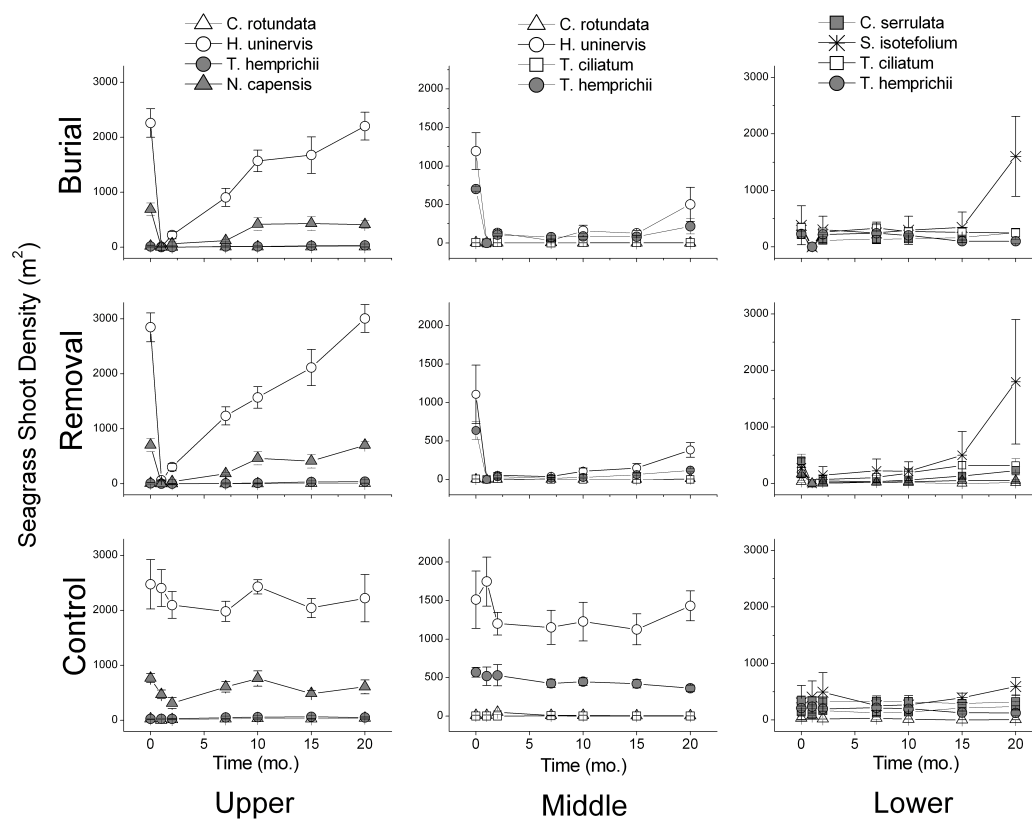 C. rotundata
H. uninervis
T. hemprichii
N. capensis
C. rotundata
H. uninervis
T. ciliatum
T. hemprichii
C. serrulata
S. isotefolium
T. ciliatum
T. hemprichii
Seagrass Shoot Density (m²)
Burial
3000
2000
1000
0
2000
1500
1000
500
0
3000
2000
1000
0
Removal
3000
2000
1000
0
2000
1500
1000
500
0
3000
2000
1000
0
Control
3000
2000
1000
0
2000
1500
1000
500
0
3000
2000
1000
0
0 5 10 15 20
Time (mo.)
0 5 10 15 20
Time (mo.)
0 5 10 15 20
Time (mo.)
Upper
Middle
Lower